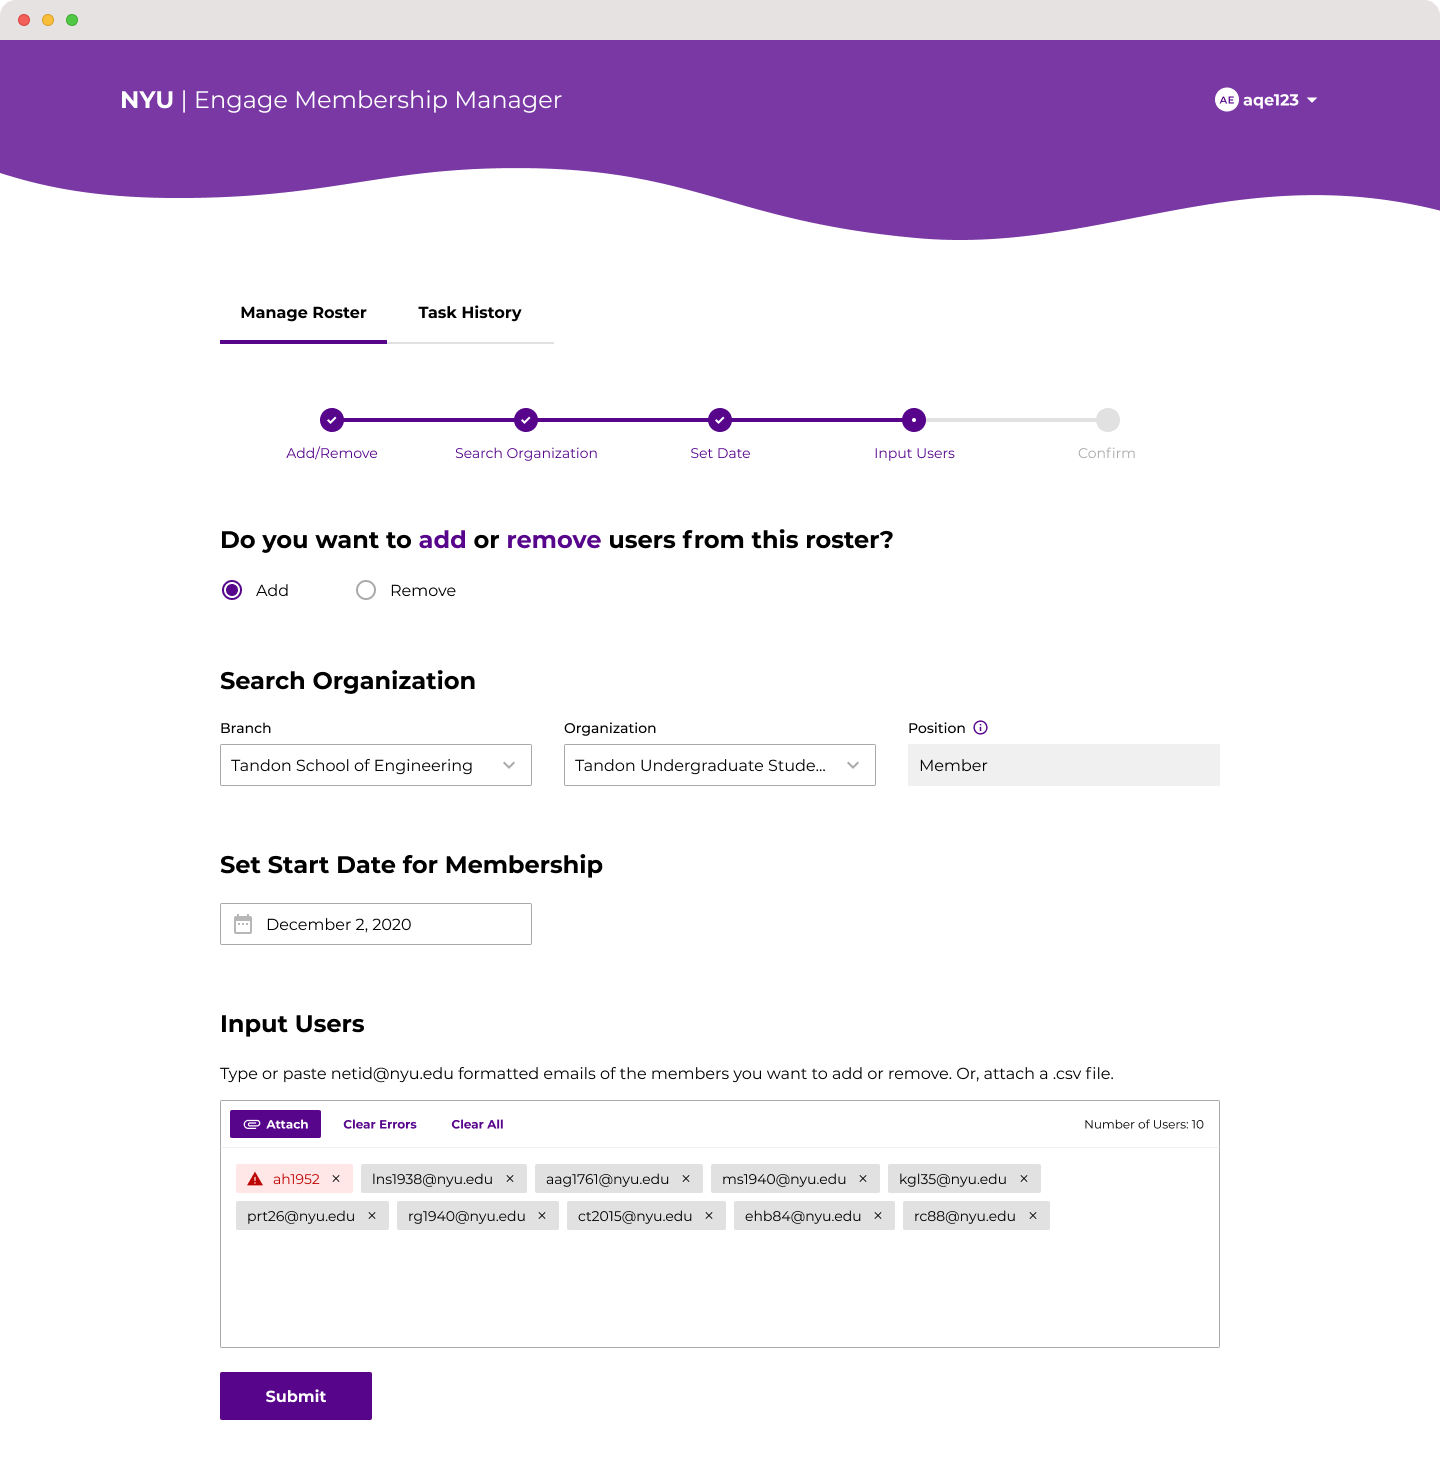 NYU | Engage Membership Manager
AE aqe123
Manage Roster Task History
Add/Remove Search Organization Set Date Input Users Confirm
Do you want to add or remove users from this roster?
Add Remove
Search Organization
Branch Organization Position
Tandon School of Engineering Tandon Undergraduate Stude... Member
Set Start Date for Membership
December 2, 2020
Input Users
Type or paste netid@nyu.edu formatted emails of the members you want to add or remove. Or, attach a .csv file.
Attach Clear Errors Clear All Number of Users: 10
ah1952 × lns1938@nyu.edu × aag1761@nyu.edu × ms1940@nyu.edu × kgl35@nyu.edu ×
prt26@nyu.edu × rg1940@nyu.edu × ct2015@nyu.edu × ehb84@nyu.edu × rc88@nyu.edu ×
Submit